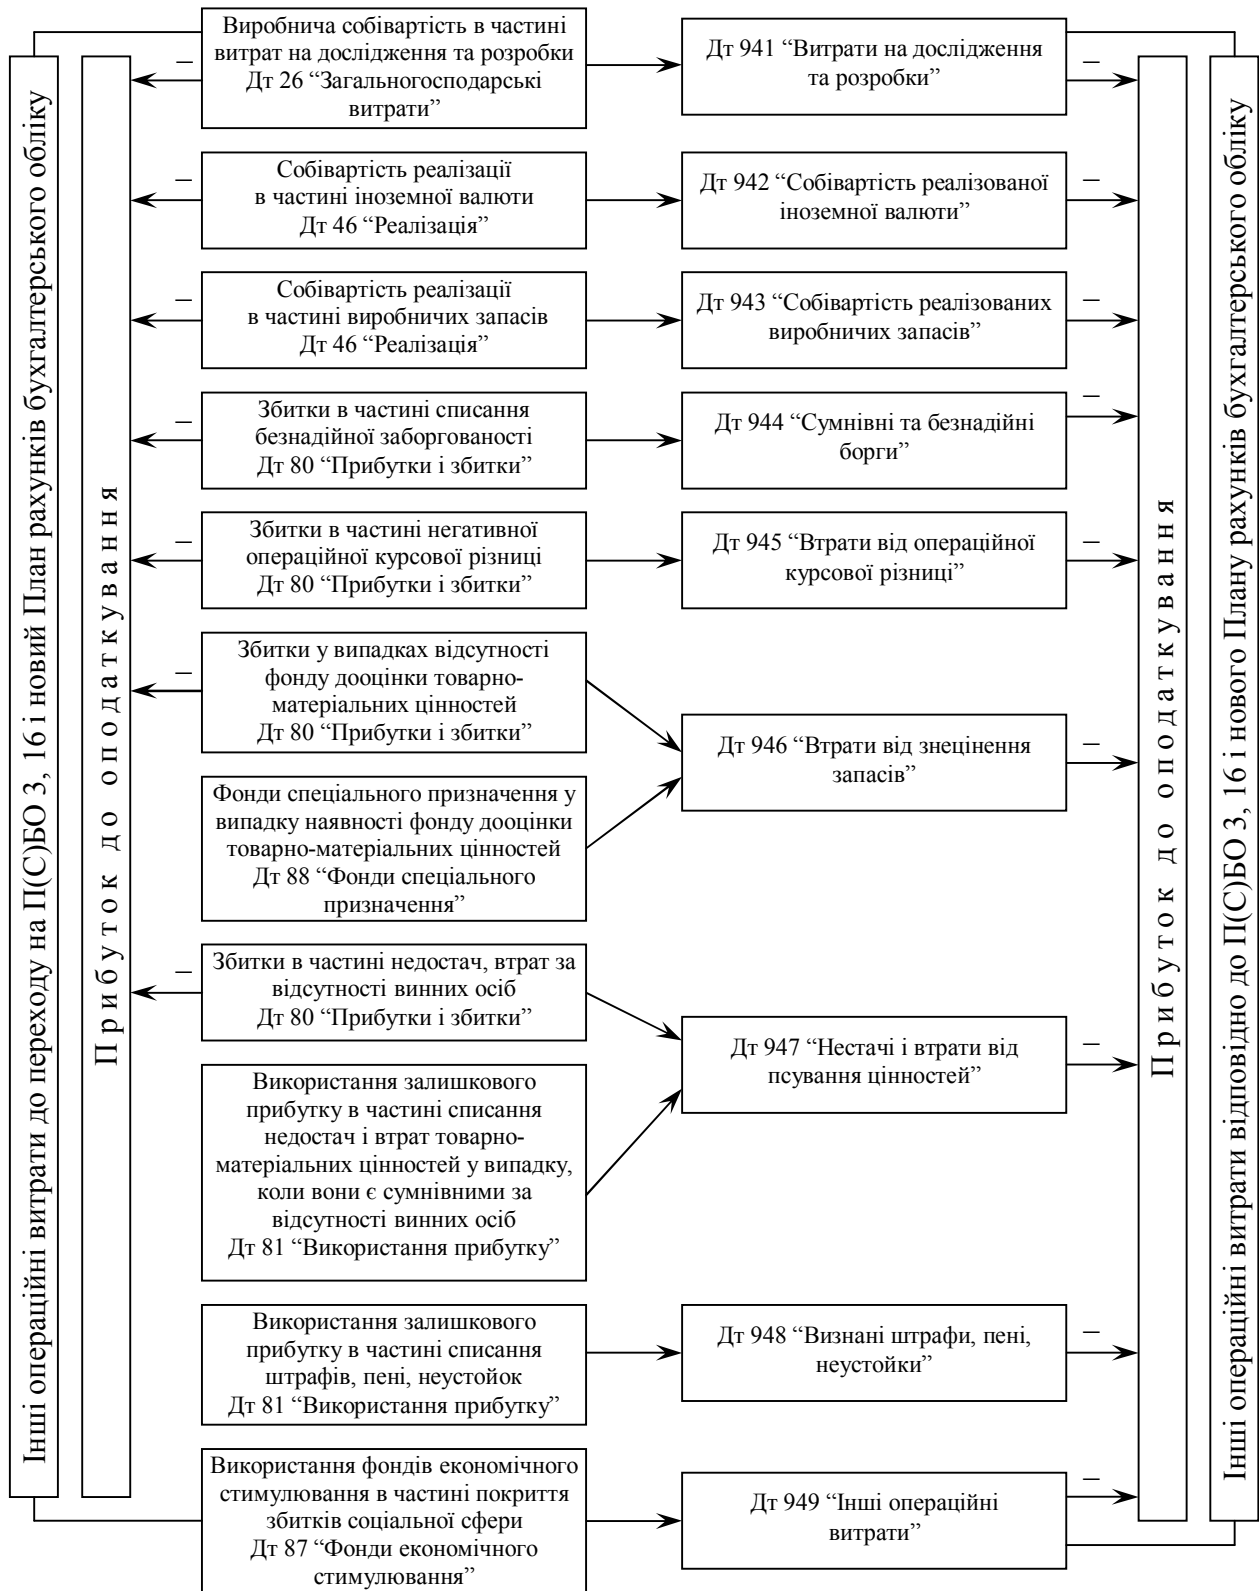 Інші операційні витрати до переходу на П(С)БО 3, 16 і новий План рахунків бухгалтерського обліку
Прибуток до оподаткування
Виробнича собівартість в частині
витрат на дослідження та розробки
Дт 26 “Загальногосподарські
витрати”
Дт 941 “Витрати на дослідження
та розробки”
–
–
Собівартість реалізації
в частині іноземної валюти
Дт 46 “Реалізація”
Дт 942 “Собівартість реалізованої
іноземної валюти”
–
–
Собівартість реалізації
в частині виробничих запасів
Дт 46 “Реалізація”
Дт 943 “Собівартість реалізованих
виробничих запасів”
–
–
Збитки в частині списання
безнадійної заборгованості
Дт 80 “Прибутки і збитки”
Дт 944 “Сумнівні та безнадійні
борги”
–
–
Збитки в частині негативної
операційної курсової різниці
Дт 80 “Прибутки і збитки”
Дт 945 “Втрати від операційної
курсової різниці”
–
–
Збитки у випадках відсутності
фонду дооцінки товарно-
матеріальних цінностей
Дт 80 “Прибутки і збитки”
–
Фонди спеціального призначення у
випадку наявності фонду дооцінки
товарно-матеріальних цінностей
Дт 88 “Фонди спеціального
призначення”
Дт 946 “Втрати від знецінення
запасів”
–
Збитки в частині недостач, втрат за
відсутності винних осіб
Дт 80 “Прибутки і збитки”
–
Використання залишкового
прибутку в частині списання
недостач і втрат товарно-
матеріальних цінностей у випадку,
коли вони є сумнівними за
відсутності винних осіб
Дт 81 “Використання прибутку”
Дт 947 “Нестачі і втрати від
псування цінностей”
–
Використання залишкового
прибутку в частині списання
штрафів, пені, неустойок
Дт 81 “Використання прибутку”
Дт 948 “Визнані штрафи, пені,
неустойки”
–
Використання фондів економічного
стимулювання в частині покриття
збитків соціальної сфери
Дт 87 “Фонди економічного
стимулювання”
Дт 949 “Інші операційні
витрати”
–
Прибуток до оподаткування
Інші операційні витрати відповідно до П(С)БО 3, 16 і нового Плану рахунків бухгалтерського обліку